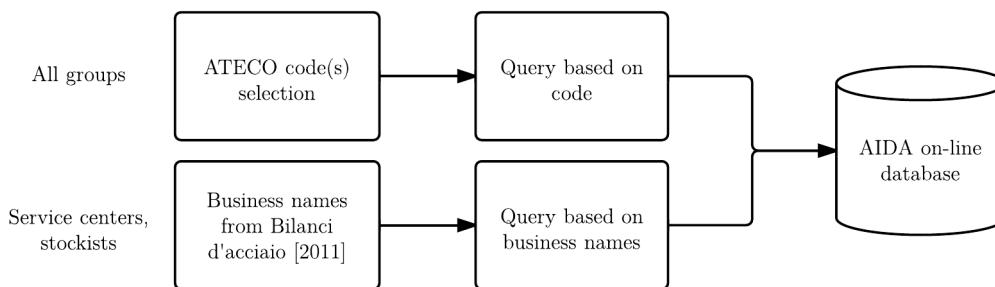 All groups
ATECO code(s)
selection
Query based on
code
AIDA on-line
database
Service centers,
stockists
Business names
from Bilanci
d'acciaio [2011]
Query based on
business names